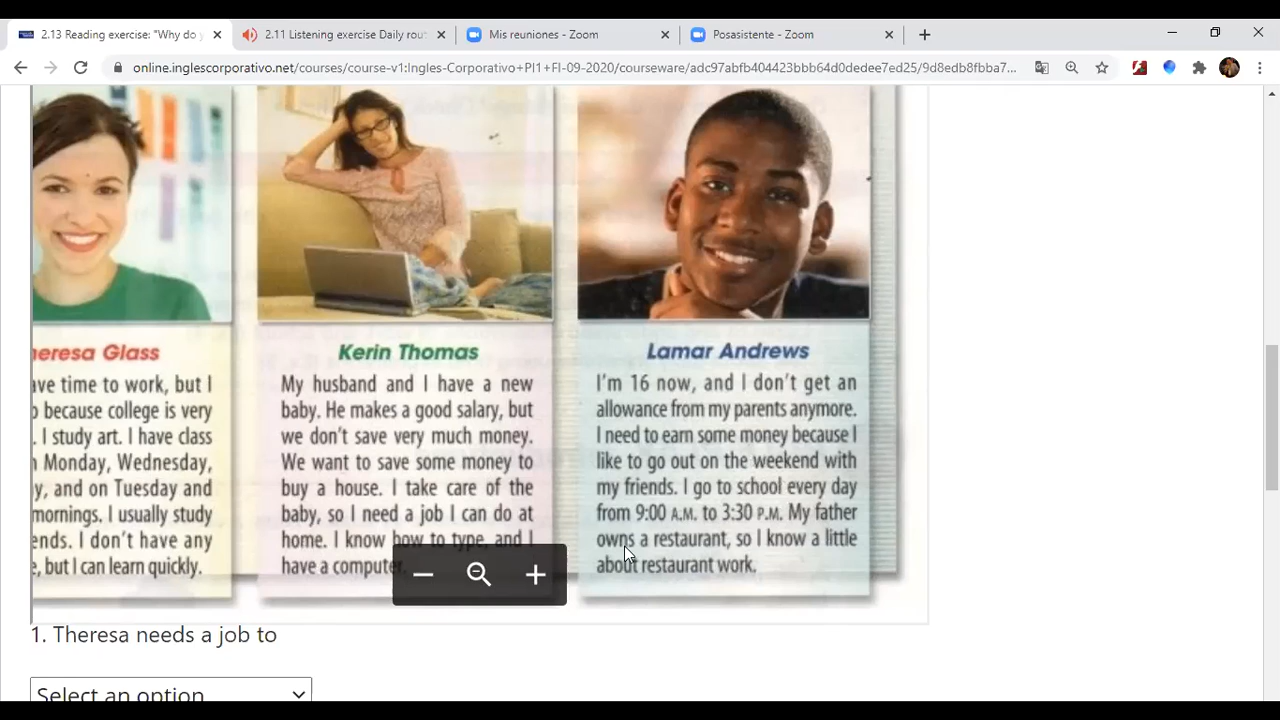 2.13 Reading exercise: "Why do y
2.11 Listening exercise Daily rou
Mis reuniones - Zoom
Posasistente - Zoom
online.inglescorporativo.net/courses/course-v1:Ingles-Corporativo+PI1+FI-09-2020/courseware/adc97abfb404423bbb64d0dedee7ed25/9d8edb8fbba7...
heresa Glass
ave time to work, but I
o because college is very
. I study art. I have class
n Monday, Wednesday,
y, and on Tuesday and
mornings. I usually study
ends. I don't have any
e, but I can learn quickly.
Kerin Thomas
My husband and I have a new
baby. He makes a good salary, but
we don't save very much money.
We want to save some money to
buy a house. I take care of the
baby, so I need a job I can do at
home. I know how to type, and I
have a computer.
Lamar Andrews
I'm 16 now, and I don't get an
allowance from my parents anymore.
I need to earn some money because I
like to go out on the weekend with
my friends. I go to school every day
from 9:00 A.M. to 3:30 P.M. My father
owns a restaurant, so I know a little
about restaurant work.
1. Theresa needs a job to
Select an option